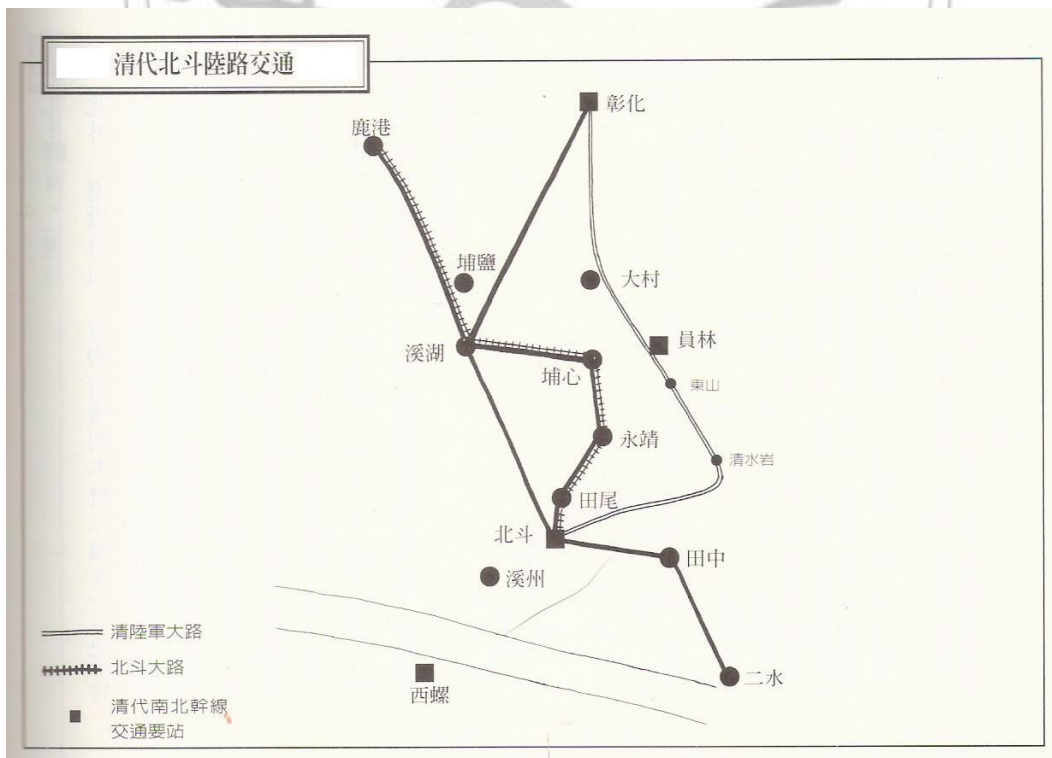 清代北斗陸路交通
彰化
鹿港
埔鹽
大村
溪湖
員林
埔心
東山
永靖
清水岩
田尾
北斗
田中
溪州
二水
西螺
清陸軍大路
北斗大路
清代南北幹線
交通要站